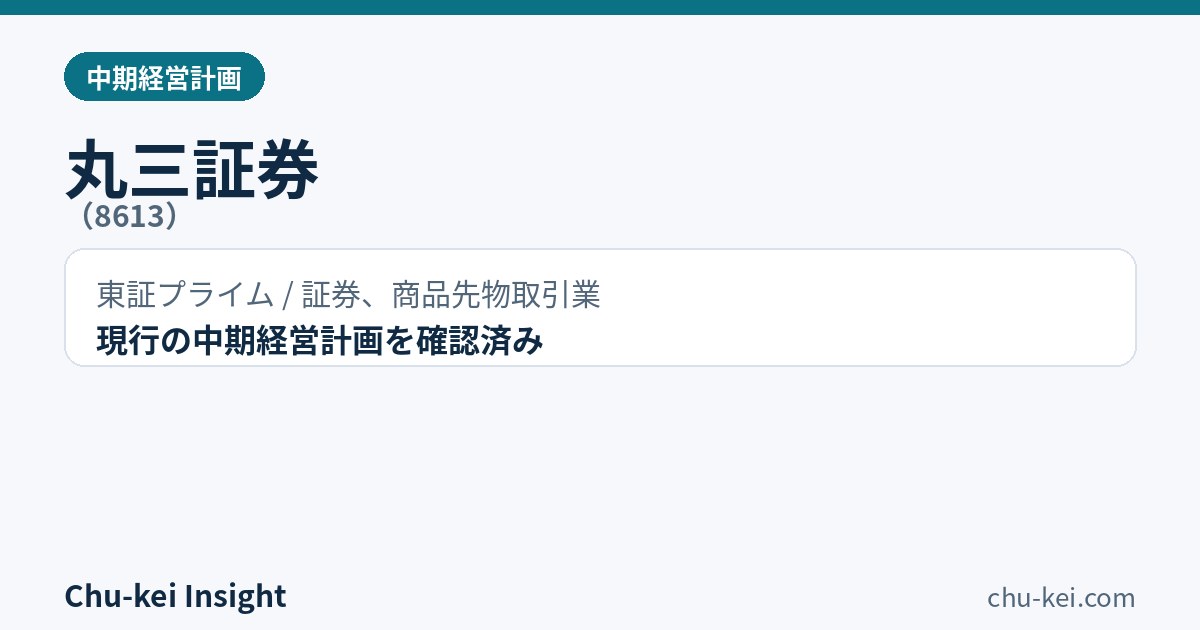 中期経営計画
丸三証券
（8613）
東証プライム / 証券、商品先物取引業
現行の中期経営計画を確認済み
Chu-kei Insight
chu-kei.com